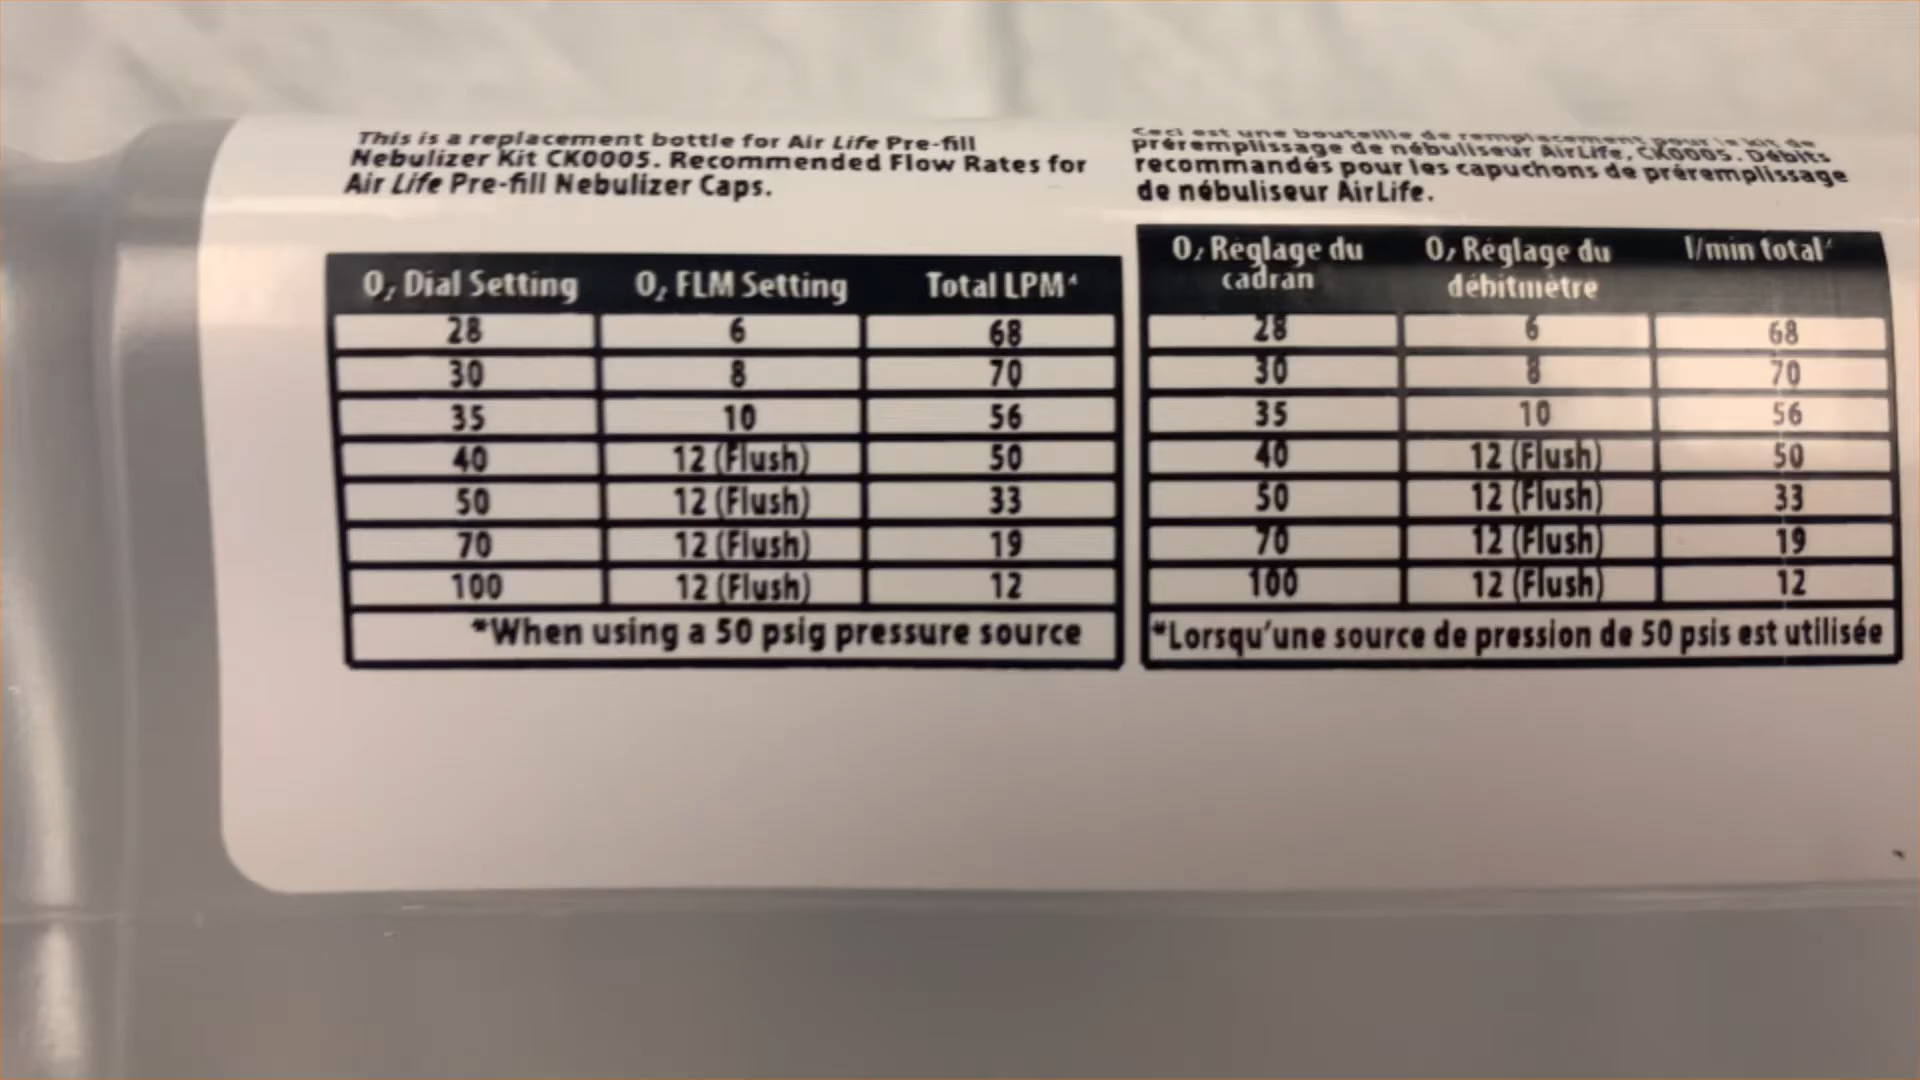 This is a replacement bottle for Air Life Pre-fill
Nebulizer Kit CK0005. Recommended Flow Rates for
Air Life Pre-fill Nebulizer Caps.
O₂ Dial Setting O₂ FLM Setting Total LPM*
28 6 68
30 8 70
35 10 56
40 12 (Flush) 50
50 12 (Flush) 33
70 12 (Flush) 19
100 12 (Flush) 12
*When using a 50 psig pressure source
Ceci est une bouteille de remplacement pour le kit de
préremplissage de nébuliseur AirLife, CK0005. Débits
recommandés pour les capuchons de préremplissage
de nébuliseur AirLife.
O₂ Réglage du cadran O₂ Réglage du débitmètre l/min total*
28 6 68
30 8 70
35 10 56
40 12 (Flush) 50
50 12 (Flush) 33
70 12 (Flush) 19
100 12 (Flush) 12
*Lorsqu'une source de pression de 50 psis est utilisée